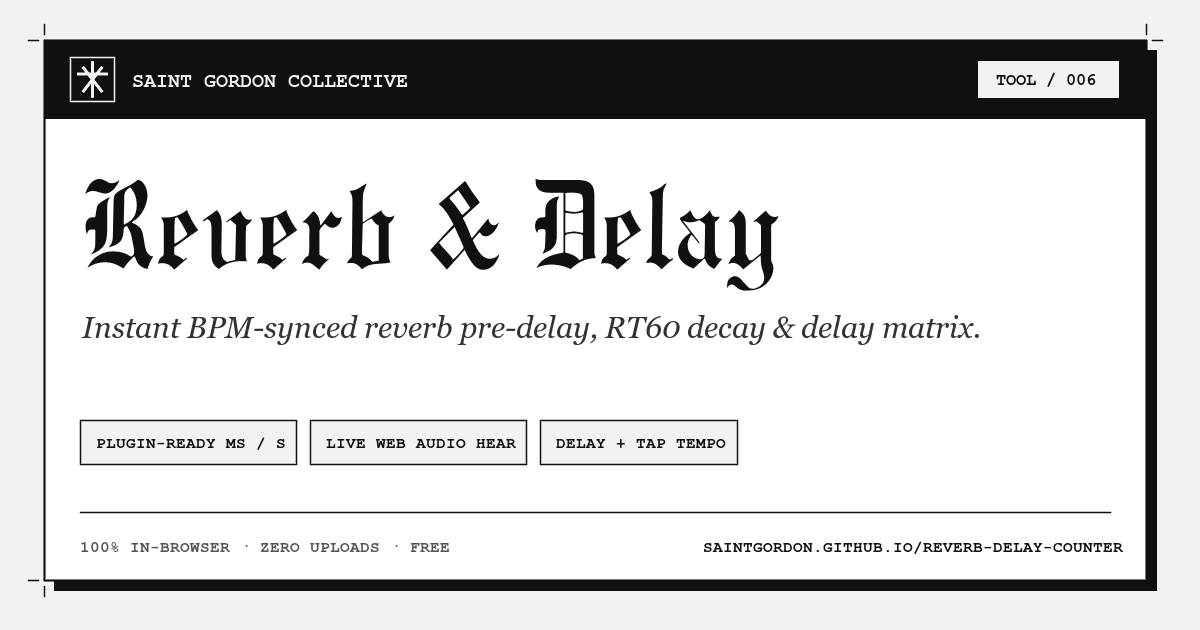 SAINT GORDON COLLECTIVE
TOOL / 006
Reverb & Delay
Instant BPM-synced reverb pre-delay, RT60 decay & delay matrix.
PLUGIN-READY MS / S
LIVE WEB AUDIO HEAR
DELAY + TAP TEMPO
100% IN-BROWSER · ZERO UPLOADS · FREE
SAINTGORDON.GITHUB.IO/REVERB-DELAY-COUNTER